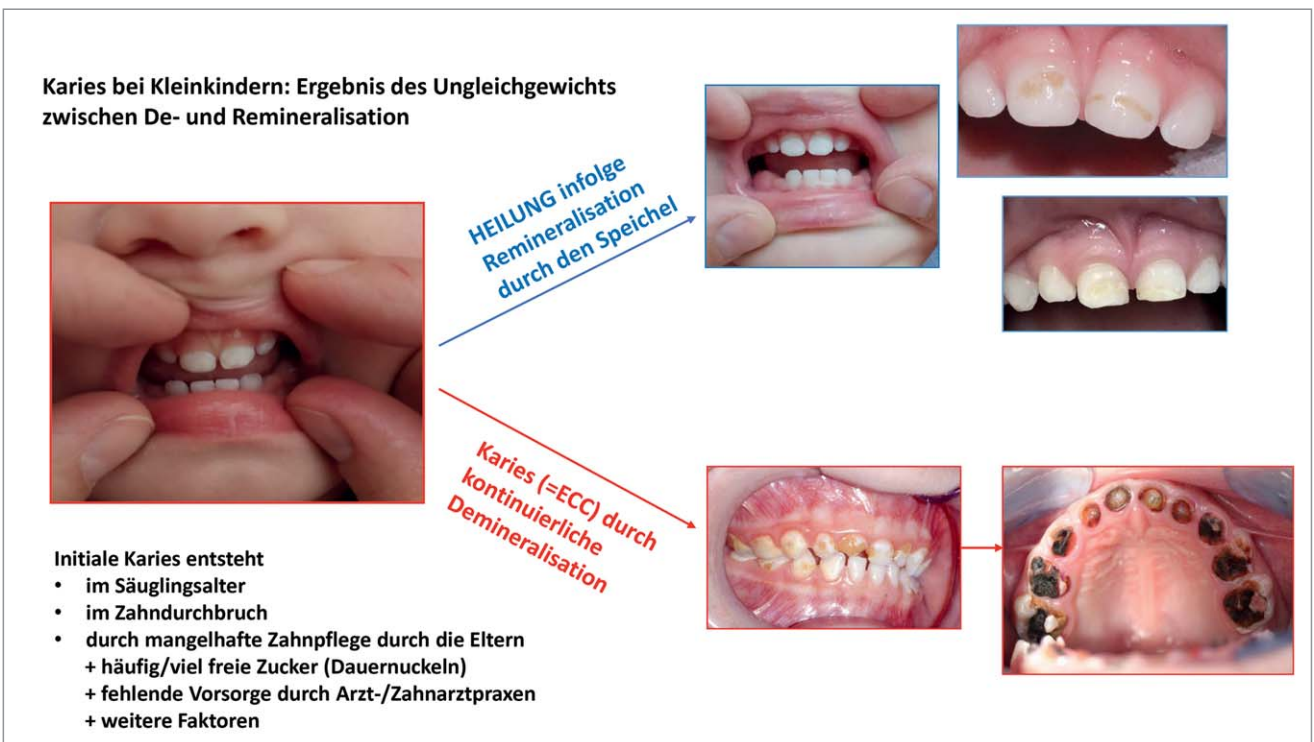 Karies bei Kleinkindern: Ergebnis des Ungleichgewichts
zwischen De- und Remineralisation
HEILUNG infolge
Remineralisation
durch den Speichel
Karies (=ECC) durch
kontinuierliche
Demineralisation
Initiale Karies entsteht
• im Säuglingsalter
• im Zahndurchbruch
• durch mangelhafte Zahnpflege durch die Eltern
+ häufig/viel freie Zucker (Dauernuckeln)
+ fehlende Vorsorge durch Arzt-/Zahnarztpraxen
+ weitere Faktoren